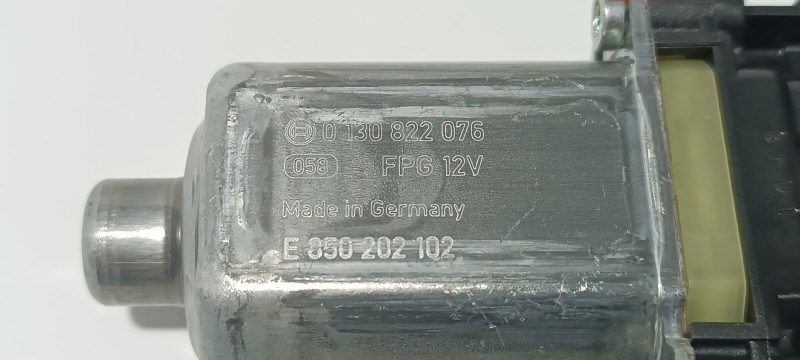 0 130 822 076
058 FPG 12V
Made in Germany
E 850 202 102